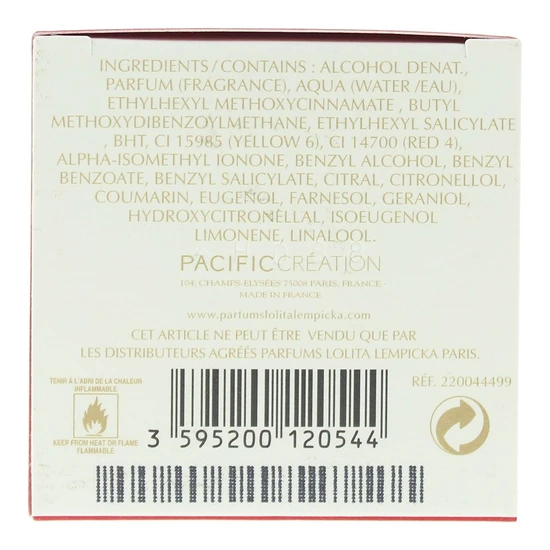 INGREDIENTS/CONTAINS : ALCOHOL DENAT.,
PARFUM (FRAGRANCE), AQUA (WATER /EAU),
ETHYLHEXYL METHOXYCINNAMATE , BUTYL
METHOXYDIBENZOYLMETHANE, ETHYLHEXYL SALICYLATE
, BHT, CI 15985 (YELLOW 6), CI 14700 (RED 4),
ALPHA-ISOMETHYL IONONE, BENZYL ALCOHOL, BENZYL
BENZOATE, BENZYL SALICYLATE, CITRAL, CITRONELLOL,
COUMARIN, EUGENOL, FARNESOL, GERANIOL,
HYDROXYCITRONELLAL, ISOEUGENOL
LIMONENE, LINALOOL.
PACIFICCRÉATION
104, CHAMPS-ELYSÉES 75008 PARIS, FRANCE -
MADE IN FRANCE
www.parfumslolitalempicka.com
CET ARTICLE NE PEUT ÊTRE VENDU QUE PAR
LES DISTRIBUTEURS AGRÉÉS PARFUMS LOLITA LEMPICKA PARIS.
TENIR À L'ABRI DE LA CHALEUR
INFLAMMABLE
KEEP FROM HEAT OR FLAME
FLAMMABLE
3 595200 120544
RÉF. 220044499